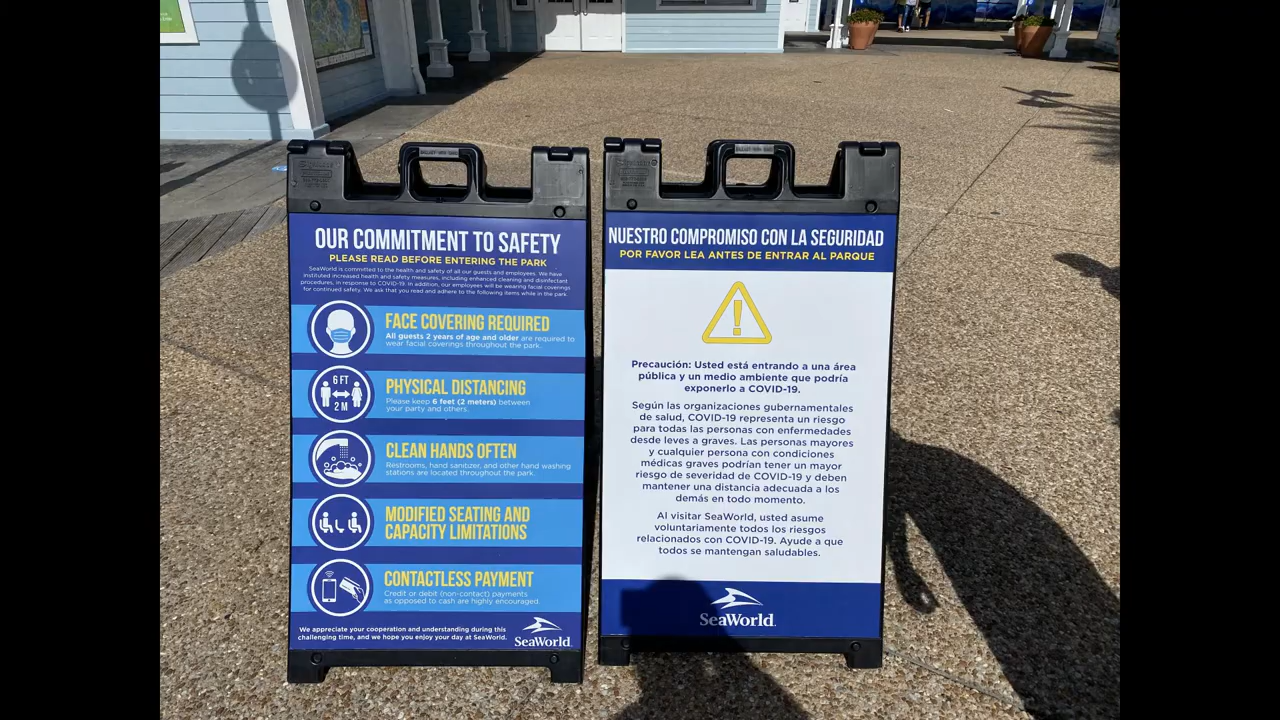 OUR COMMITMENT TO SAFETY
PLEASE READ BEFORE ENTERING THE PARK
SeaWorld is committed to the health and safety of all our guests and employees. We have
instituted increased health and safety measures, including enhanced cleaning and disinfectant
procedures, in response to COVID-19. In addition, our employees will be wearing facial coverings
for continued safety. We ask that you read and adhere to the following items while in the park.
FACE COVERING REQUIRED
All guests 2 years of age and older are required to
wear facial coverings throughout the park.
6 FT
2 M
PHYSICAL DISTANCING
Please keep 6 feet (2 meters) between
your party and others.
CLEAN HANDS OFTEN
Restrooms, hand sanitizer, and other hand washing
stations are located throughout the park.
MODIFIED SEATING AND
CAPACITY LIMITATIONS
CONTACTLESS PAYMENT
Credit or debit (non-contact) payments
as opposed to cash are highly encouraged.
We appreciate your cooperation and understanding during this
challenging time, and we hope you enjoy your day at SeaWorld.
SeaWorld
NUESTRO COMPROMISO CON LA SEGURIDAD
POR FAVOR LEA ANTES DE ENTRAR AL PARQUE
Precaución: Usted está entrando a una área
pública y un medio ambiente que podría
exponerlo a COVID-19.
Según las organizaciones gubernamentales
de salud, COVID-19 representa un riesgo
para todas las personas con enfermedades
desde leves a graves. Las personas mayores
y cualquier persona con condiciones
médicas graves podrían tener un mayor
riesgo de severidad de COVID-19 y deben
mantener una distancia adecuada a los
demás en todo momento.
Al visitar SeaWorld, usted asume
voluntariamente todos los riesgos
relacionados con COVID-19. Ayude a que
todos se mantengan saludables.
SeaWorld